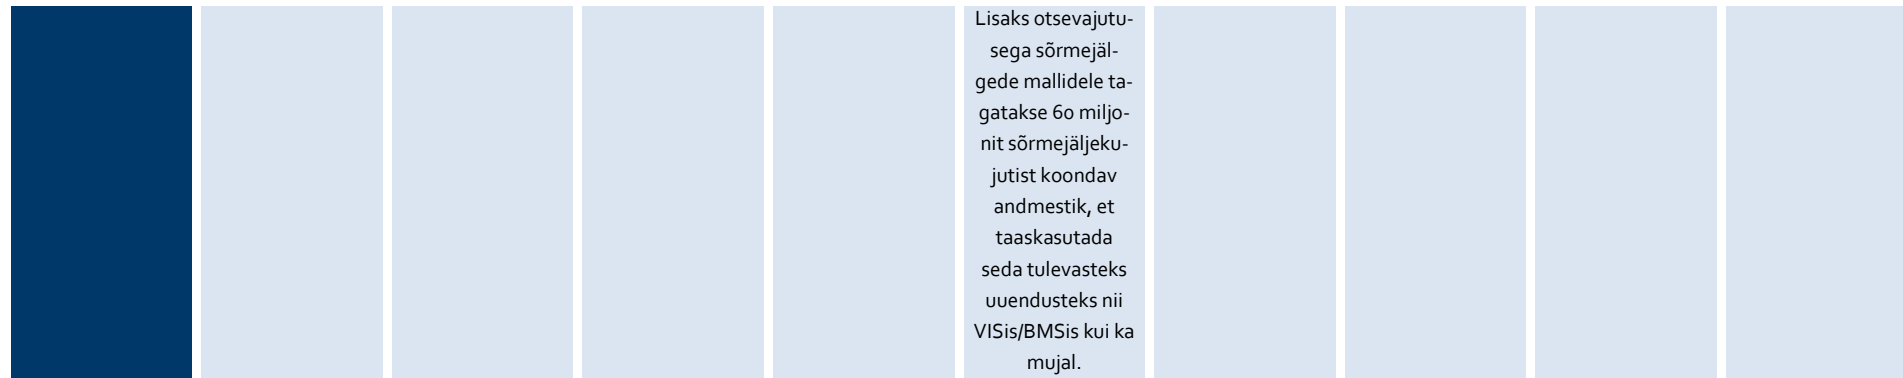 Lisaks otsevajutu-
sega sõrmejäl-
gede mallidele ta-
gatakse 60 miljo-
nit sõrmejäljeku-
jutist koondav
andmestik, et
taaskasutada
seda tulevasteks
uuendusteks nii
VISis/BMSis kui ka
mujal.